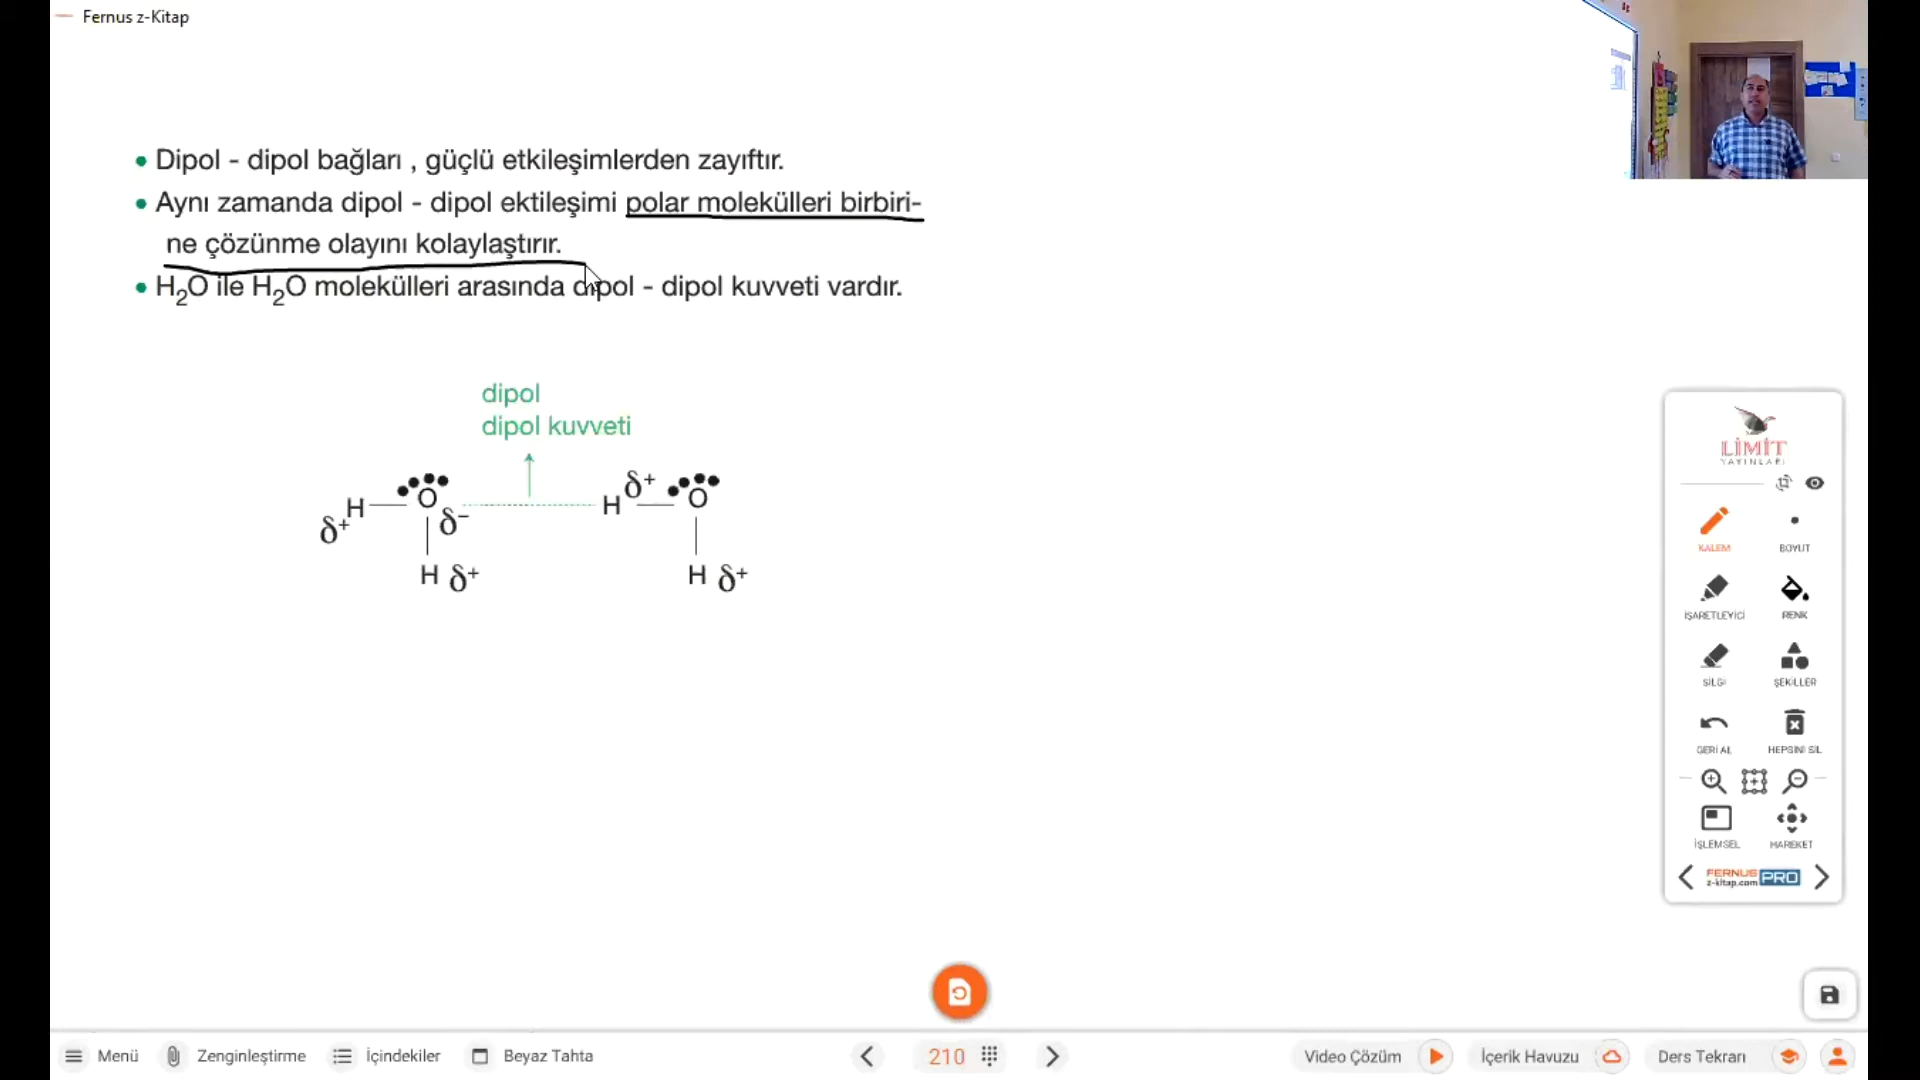 Fernus z-Kitap
• Dipol - dipol bağları , güçlü etkileşimlerden zayıftır.
• Aynı zamanda dipol - dipol ektileşimi polar molekülleri birbiri-
ne çözünme olayını kolaylaştırır.
• H₂O ile H₂O molekülleri arasında dipol - dipol kuvveti vardır.
dipol
dipol kuvveti
H O H δ+ O
δ+ δ−
H δ+ H δ+
LİMİT
YAYINLARI
KALEM BOYUT
İŞARETLEYİCİ RENK
SİLGİ ŞEKİLLER
GERİ AL HEPSİNİ SİL
İŞLEMSEL HAREKET
FERNUS PRO
z-kitap.com
Menü Zenginleştirme İçindekiler Beyaz Tahta 210 Video Çözüm İçerik Havuzu Ders Tekrarı